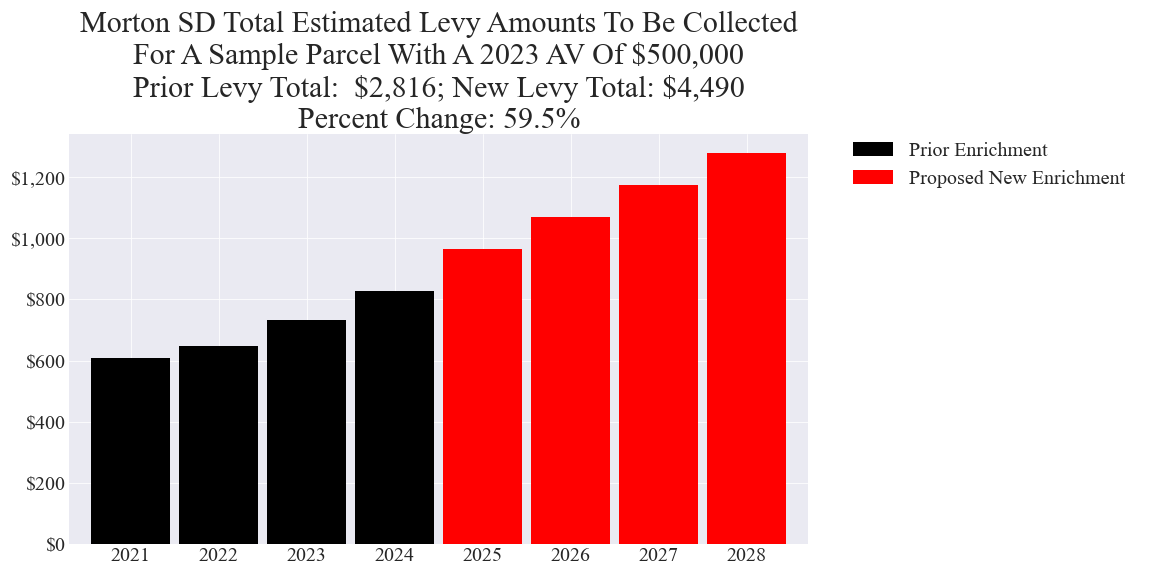 Morton SD Total Estimated Levy Amounts To Be Collected
For A Sample Parcel With A 2023 AV Of $500,000
Prior Levy Total:  $2,816; New Levy Total: $4,490
Percent Change: 59.5%
Prior Enrichment
Proposed New Enrichment
$1,200
$1,000
$800
$600
$400
$200
$0
2021 2022 2023 2024 2025 2026 2027 2028